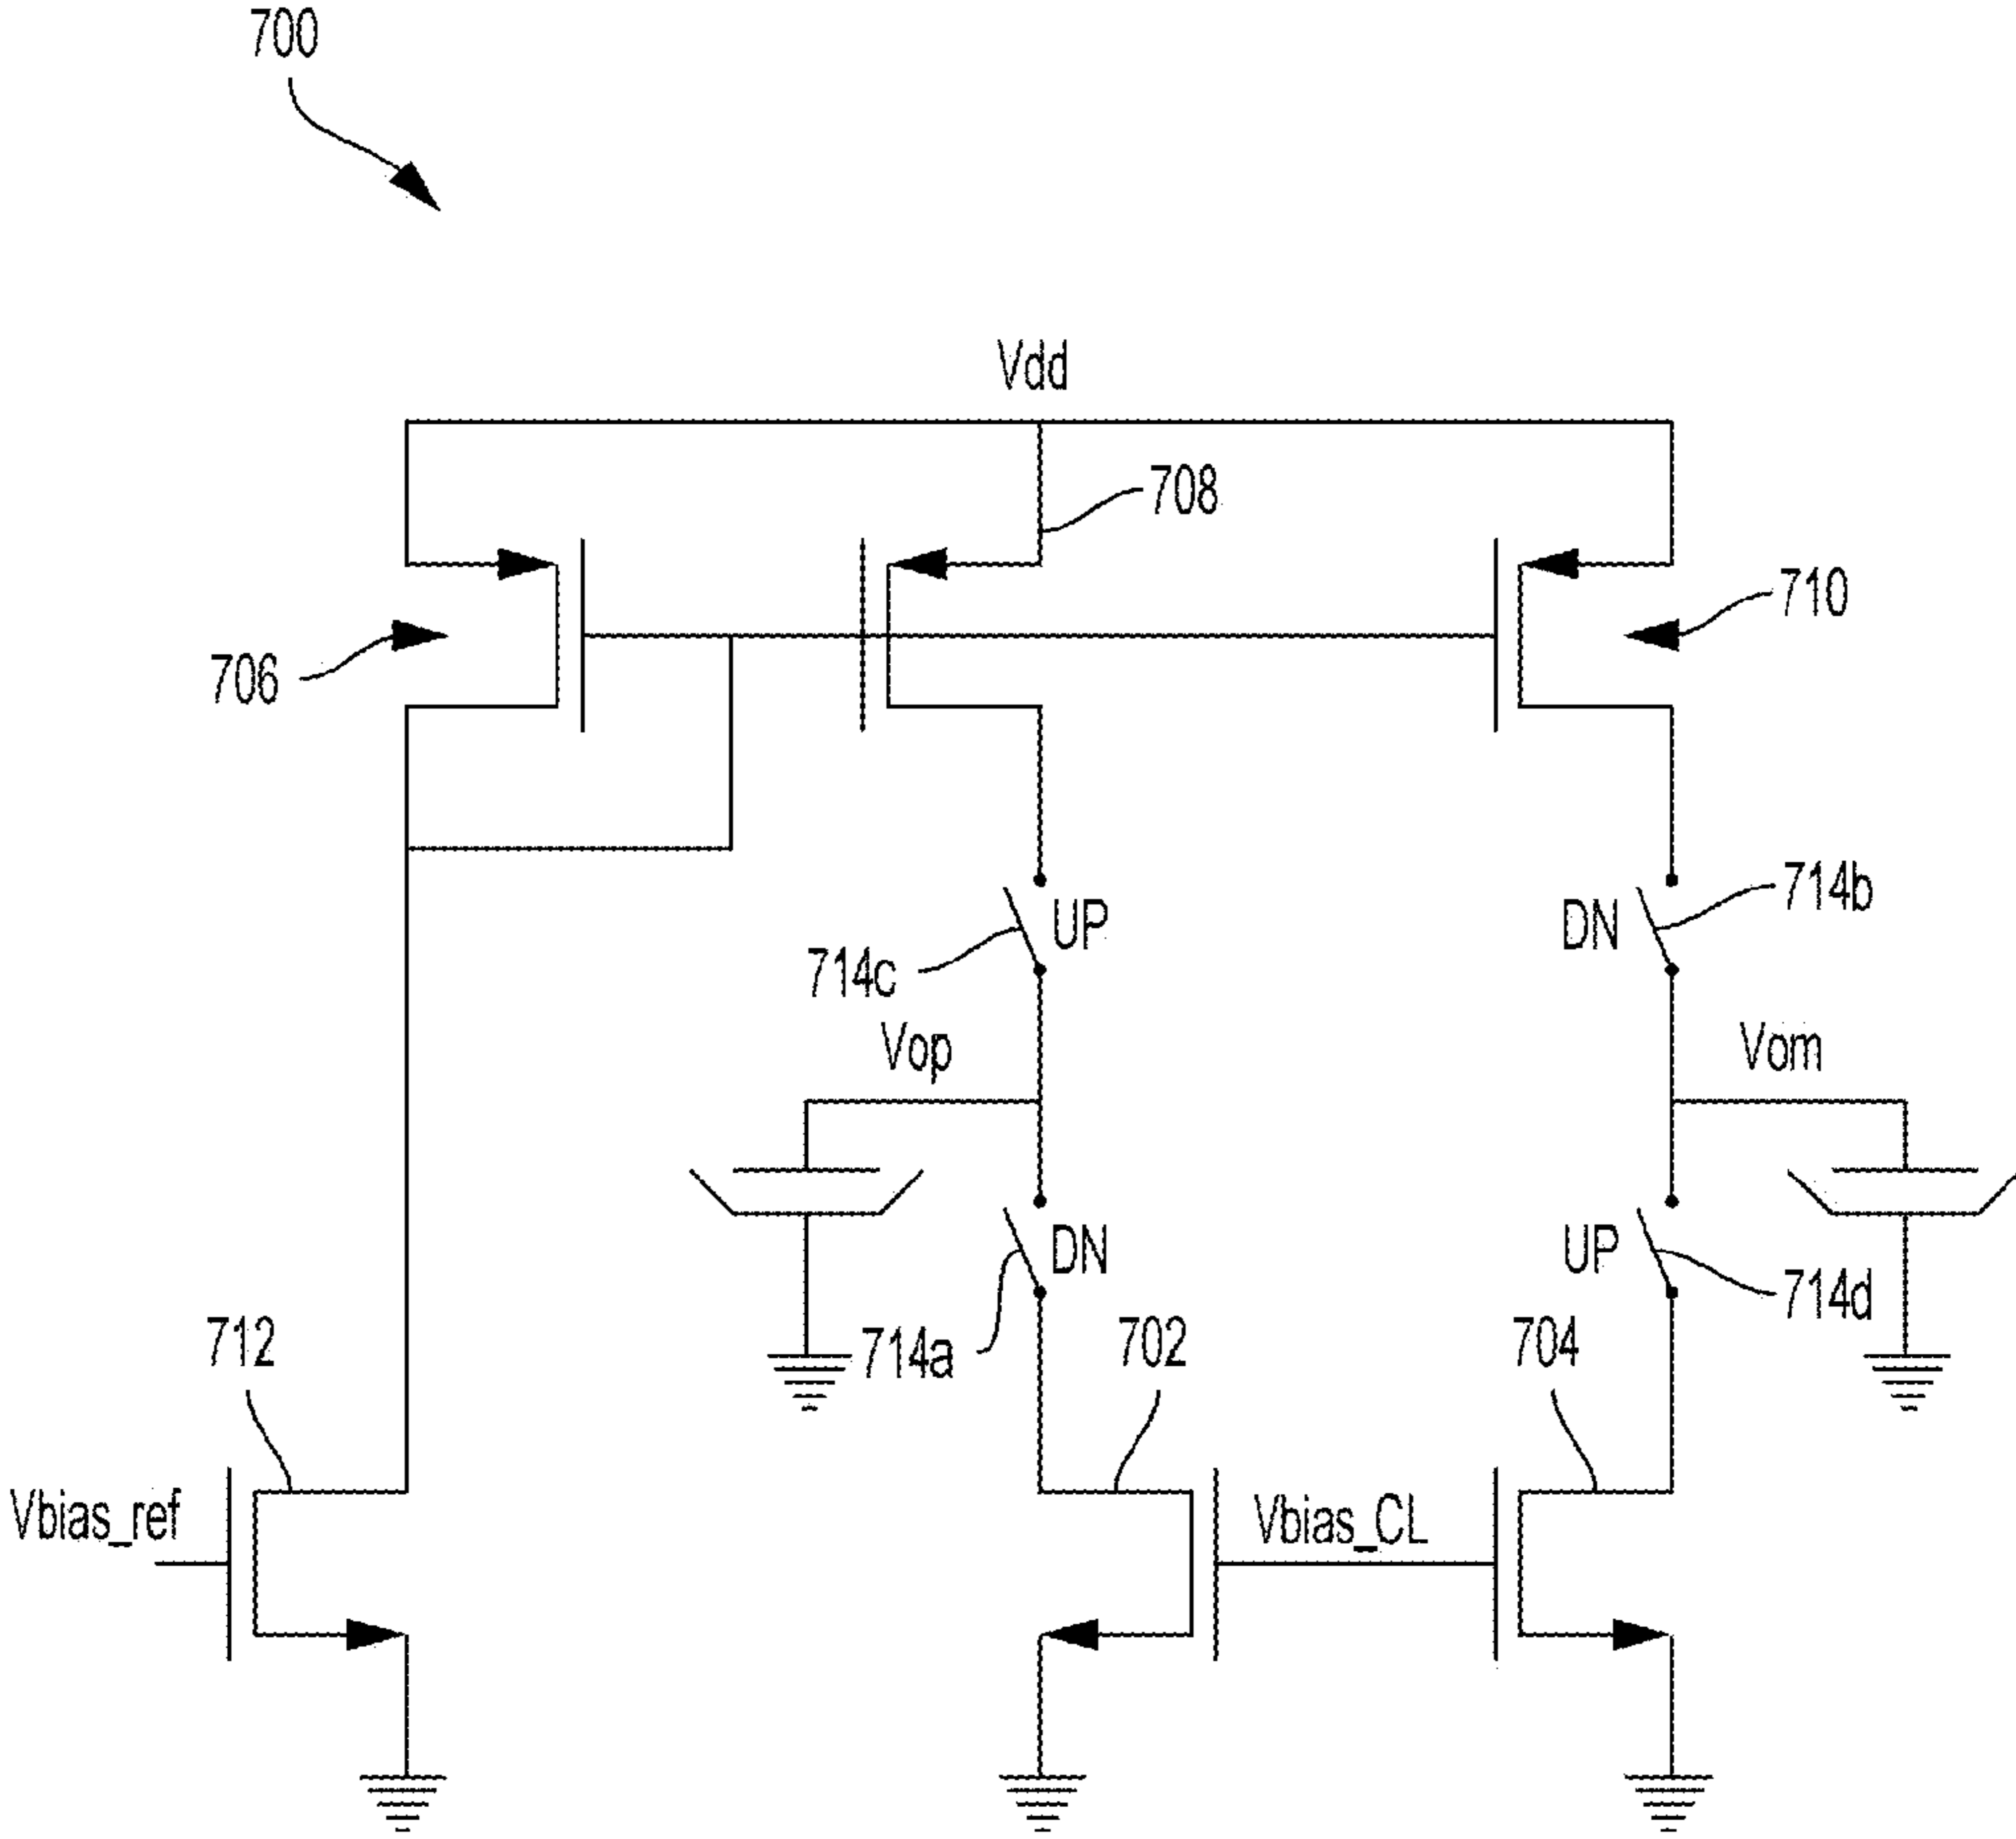 700
Vdd
708
710
706
UP
DN
714b
714c
Vop
Vom
DN
UP
714d
714a
712
702
704
Vbias_ref
Vbias_CL